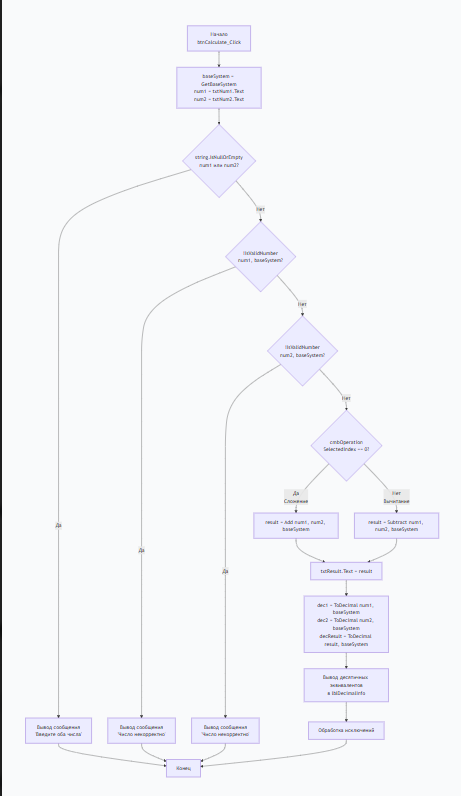 Начало
btnCalculate_Click
baseSystem =
GetBaseSystem
num1 = txtNum1.Text
num2 = txtNum2.Text
string.IsNullOrEmpty
num1 или num2?
Нет
!IsValidNumber
num1, baseSystem?
Нет
!IsValidNumber
num2, baseSystem?
Нет
cmbOperation
SelectedIndex == 0?
Да
Сложение
Нет
Вычитание
result = Add num1, num2,
baseSystem
result = Subtract num1,
num2, baseSystem
Да
Да
Да
txtResult.Text = result
dec1 = ToDecimal num1,
baseSystem
dec2 = ToDecimal num2,
baseSystem
decResult = ToDecimal
result, baseSystem
Вывод десятичных
эквивалентов
в lblDecimalInfo
Вывод сообщения
'Введите оба числа'
Вывод сообщения
'Число некорректно'
Вывод сообщения
'Число некорректно'
Обработка исключений
Конец